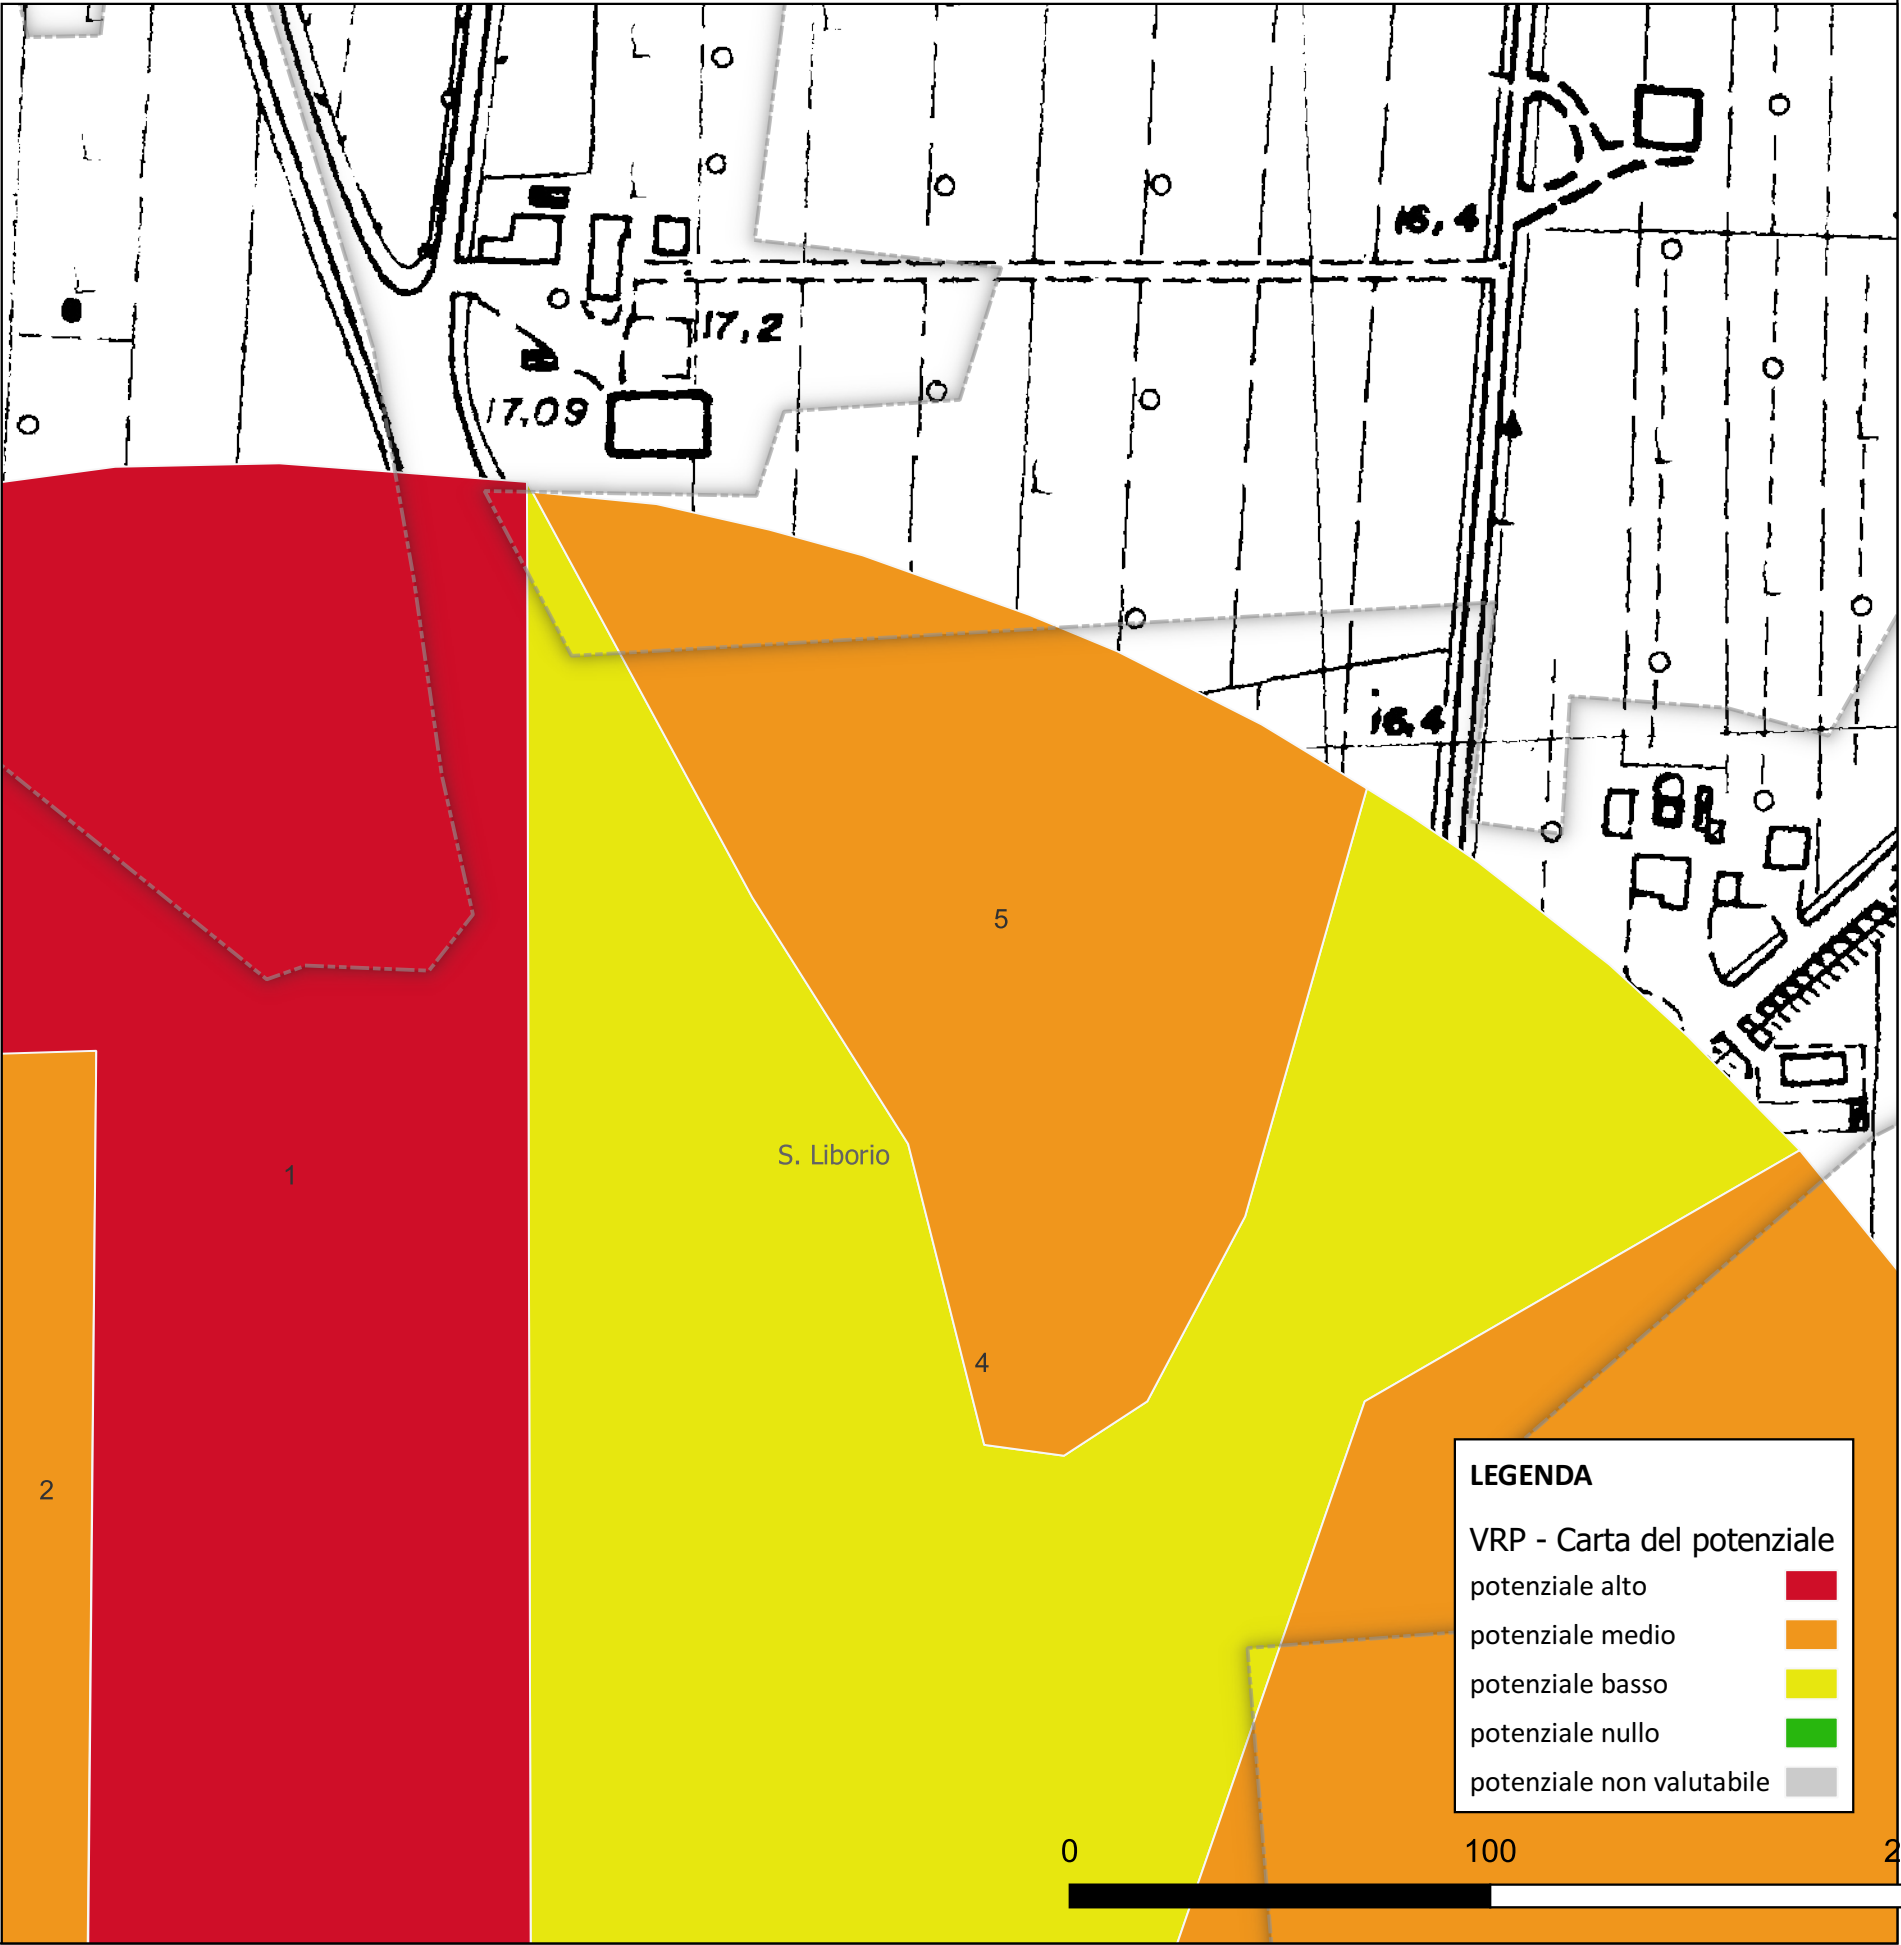 16,4
17,2
17,09
16,4
5
S. Liborio
1
4
2
LEGENDA
VRP - Carta del potenziale
potenziale alto
potenziale medio
potenziale basso
potenziale nullo
potenziale non valutabile
0 100 2